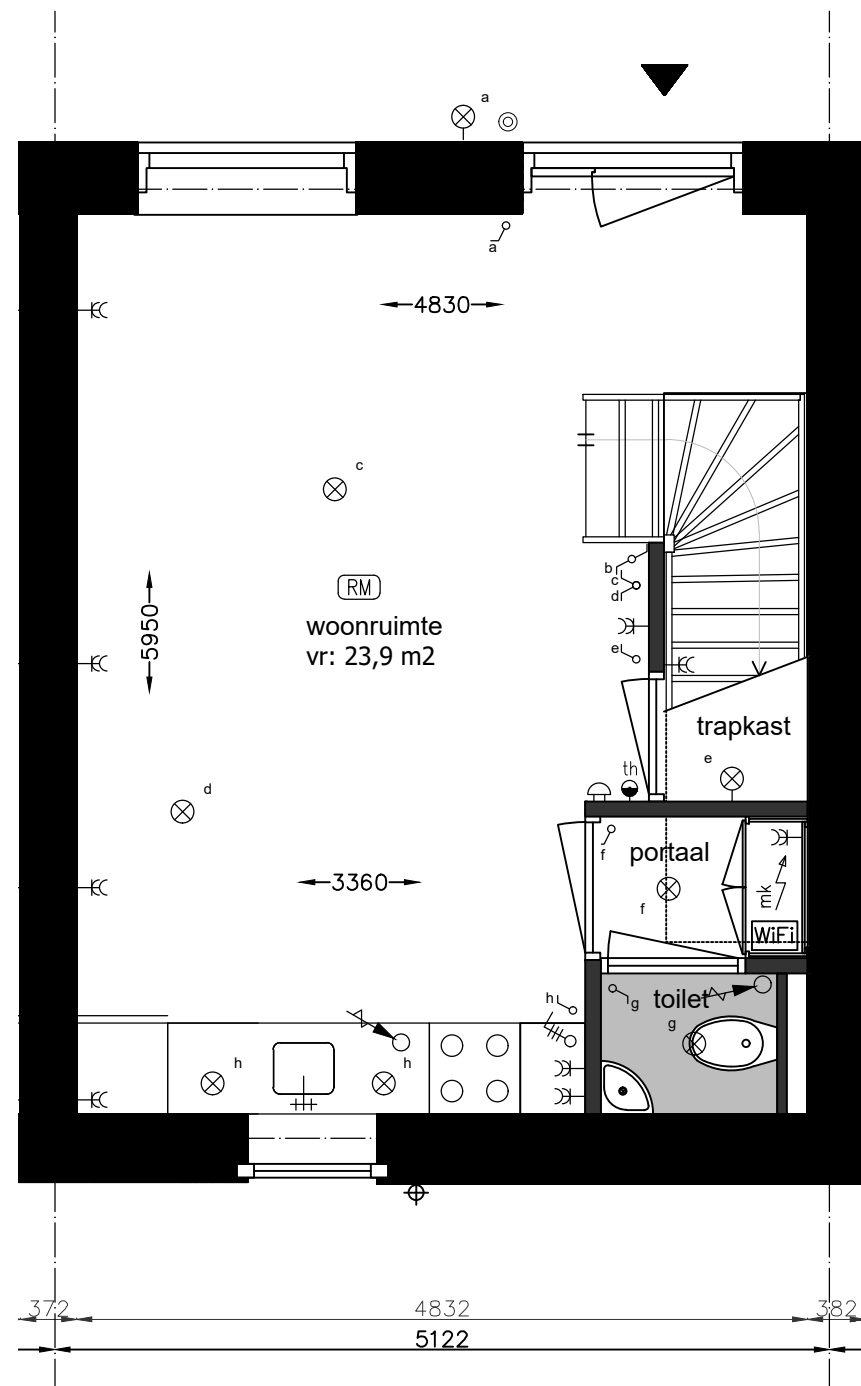 a
a
4830
c
RM
woonruimte
vr: 23,9 m2
5950
b
c
d
e
trapkast
e
d
th
f
portaal
f
3360
mk
WiFi
h
g
toilet
g
h
h
372
4832
382
5122